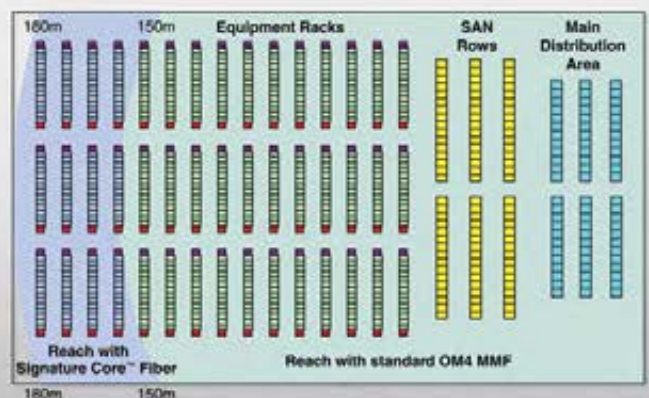 180m
150m
Equipment Racks
SAN
Rows
Main
Distribution
Area
Reach with
Signature Core™ Fiber
Reach with standard OM4 MMF
180m
150m